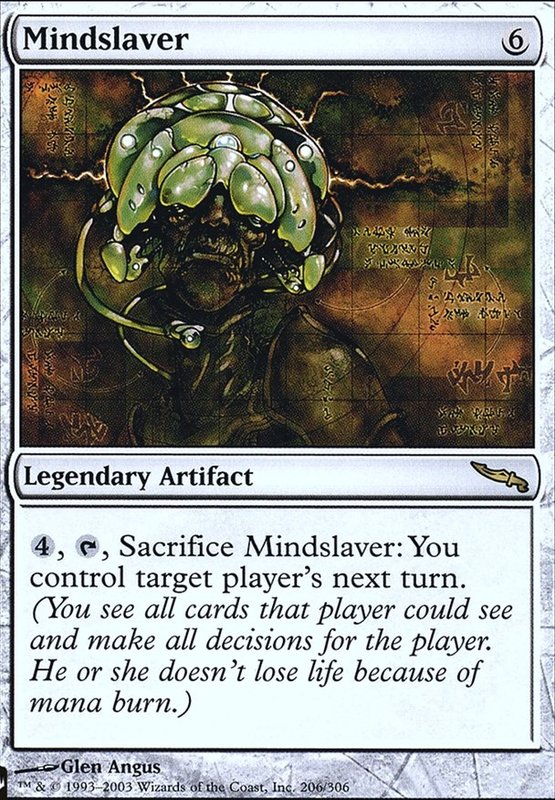 Mindslaver 6
Legendary Artifact
4, , Sacrifice Mindslaver: You
control target player's next turn.
(You see all cards that player could see
and make all decisions for the player.
He or she doesn't lose life because of
mana burn.)
Glen Angus
™ & © 1993–2003 Wizards of the Coast, Inc. 206/306